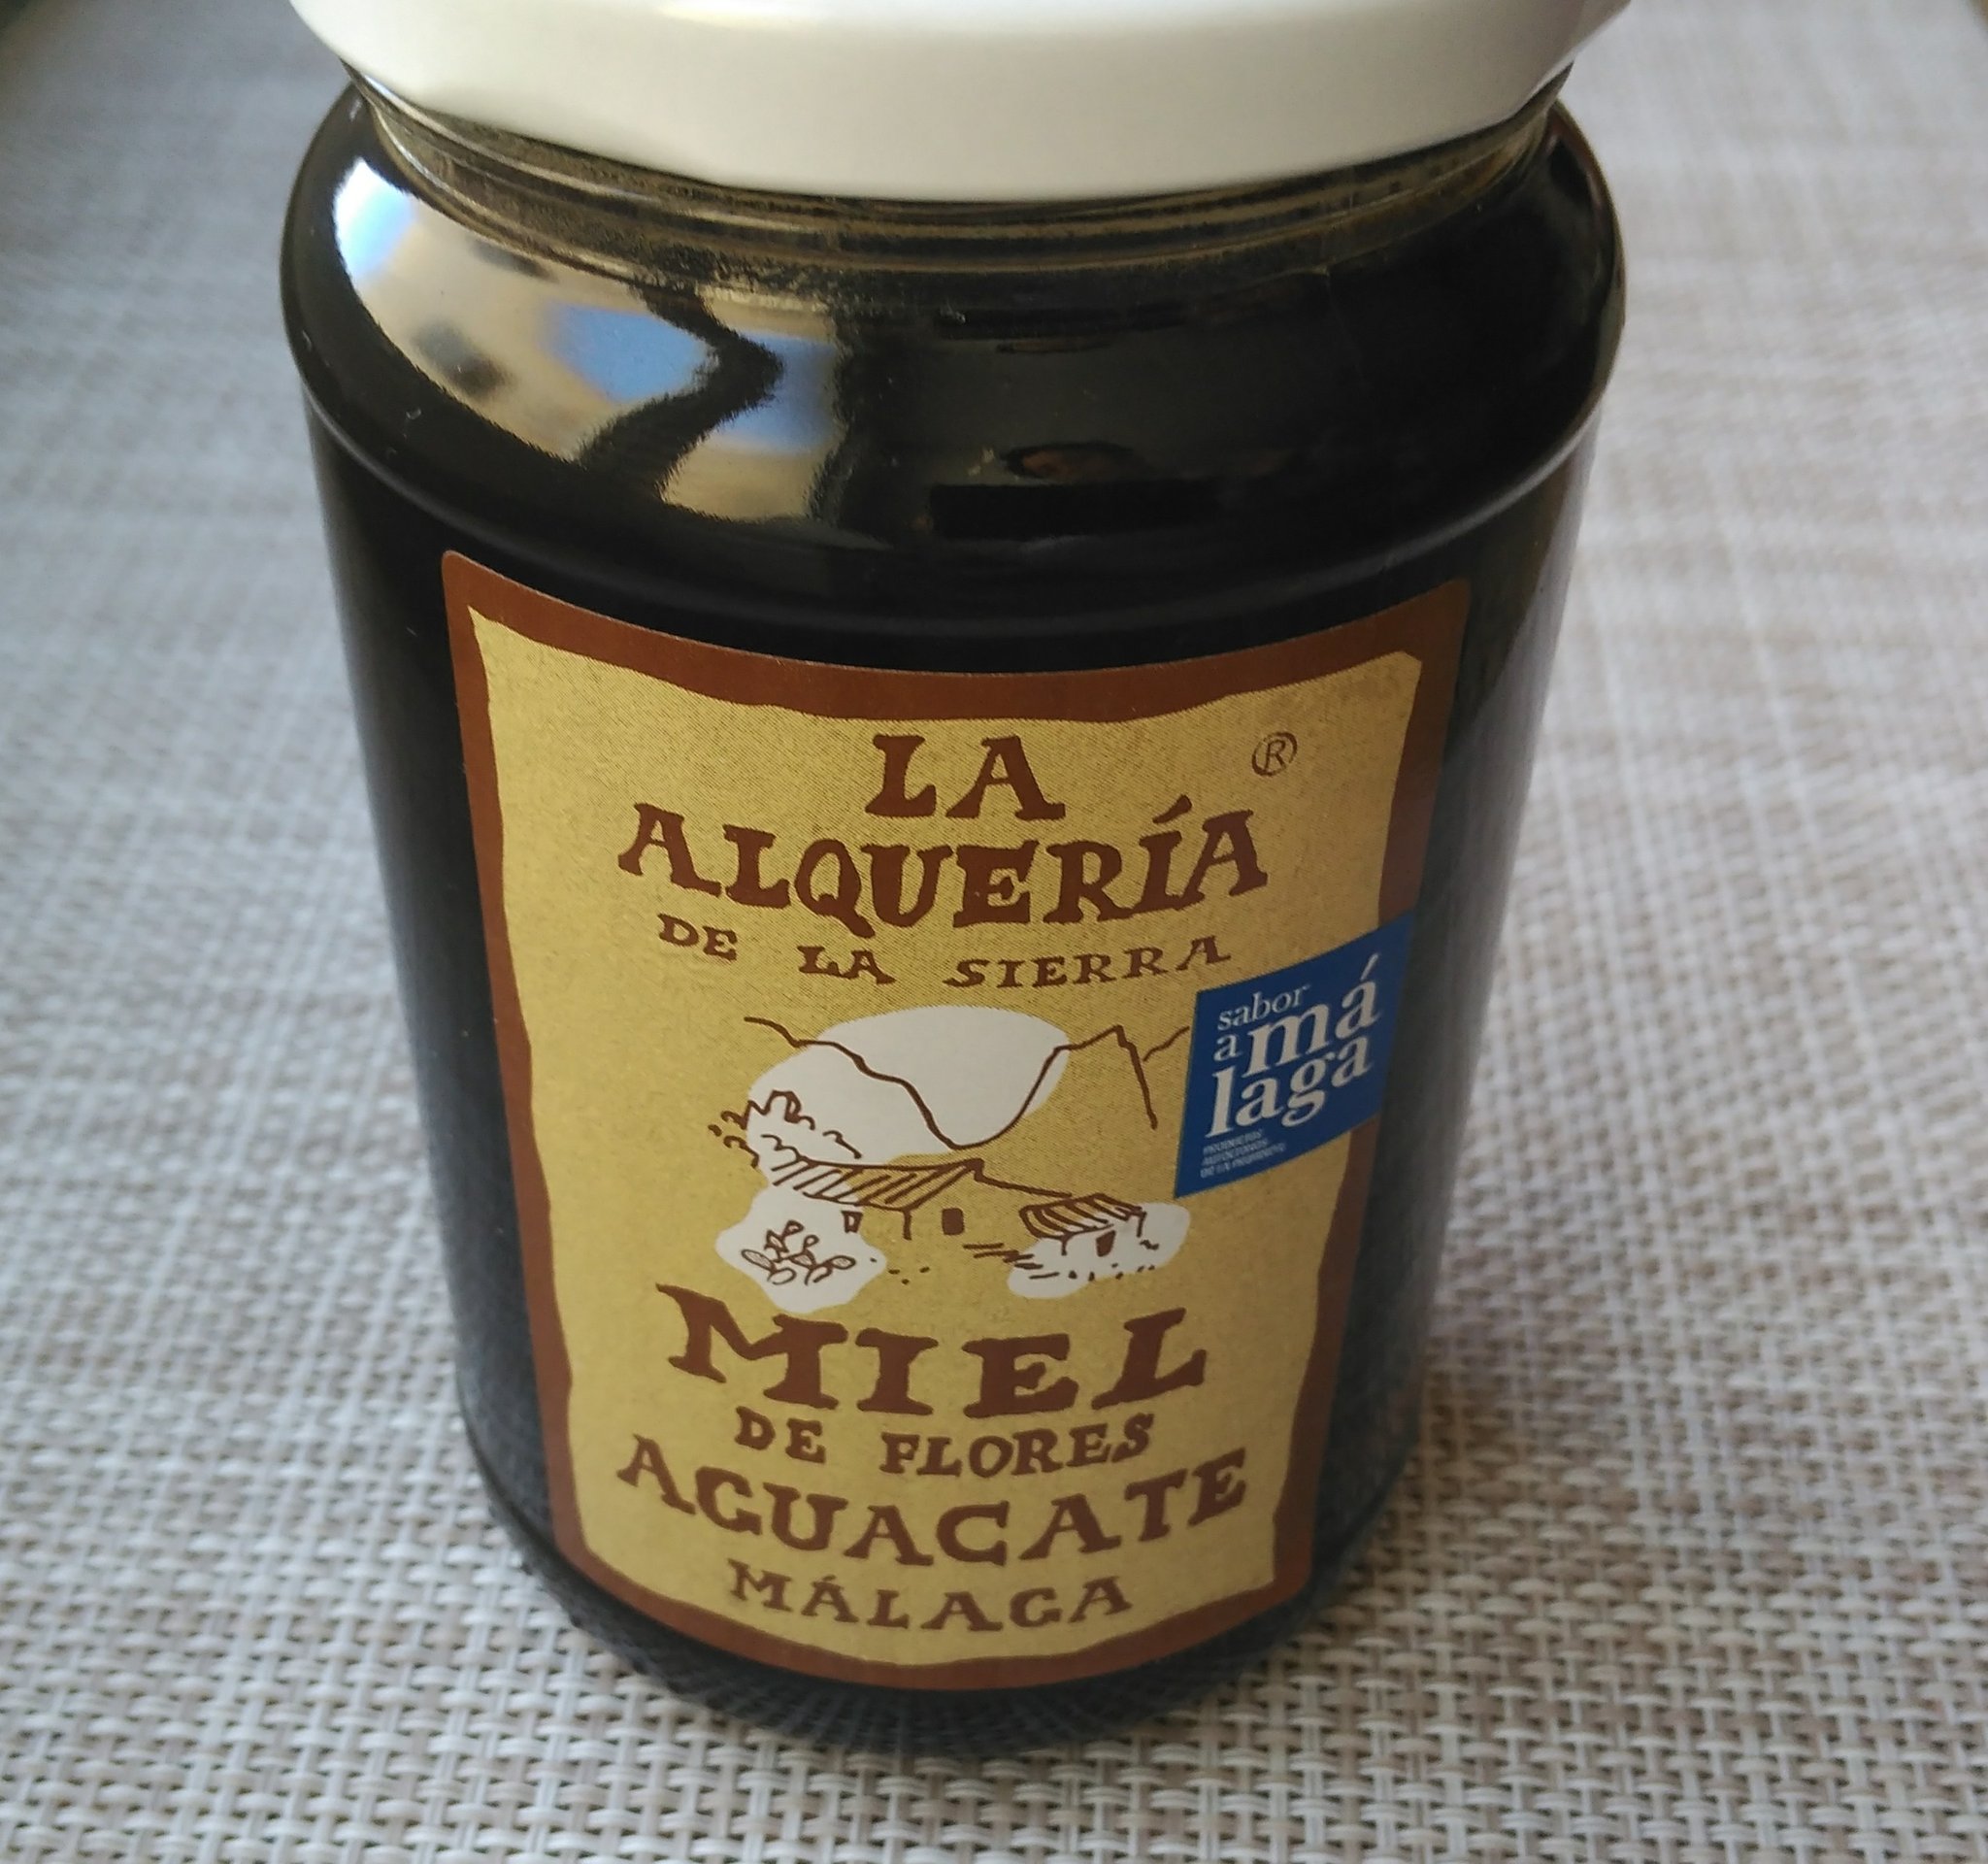 LA
®
ALQUERÍA
DE LA SIERRA
sabor
a má
laga
MIEL
DE FLORES
AGUACATE
MÁLAGA